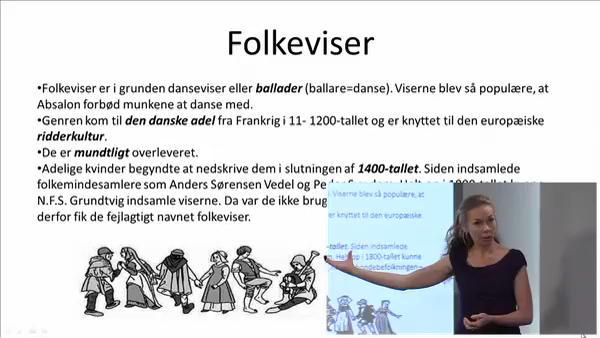 Folkeviser
•Folkeviser er i grunden danseviser eller ballader (ballare=danse). Viserne blev så populære, at
Absalon forbød munkene at danse med.
•Genren kom til den danske adel fra Frankrig i 11- 1200-tallet og er knyttet til den europæiske
ridderkultur.
•De er mundtligt overleveret.
•Adelige kvinder begyndte at nedskrive dem i slutningen af 1400-tallet. Siden indsamlede
folkemindesamlere som Anders Sørensen Vedel og
N.F.S. Grundtvig indsamle viserne. Da var de ikke
derfor fik de fejlagtigt navnet folkeviser.
Viserne blev så populære, at
er knyttet til den europæiske
-tallet. Siden indsamlede
op i 1800-tallet kunne